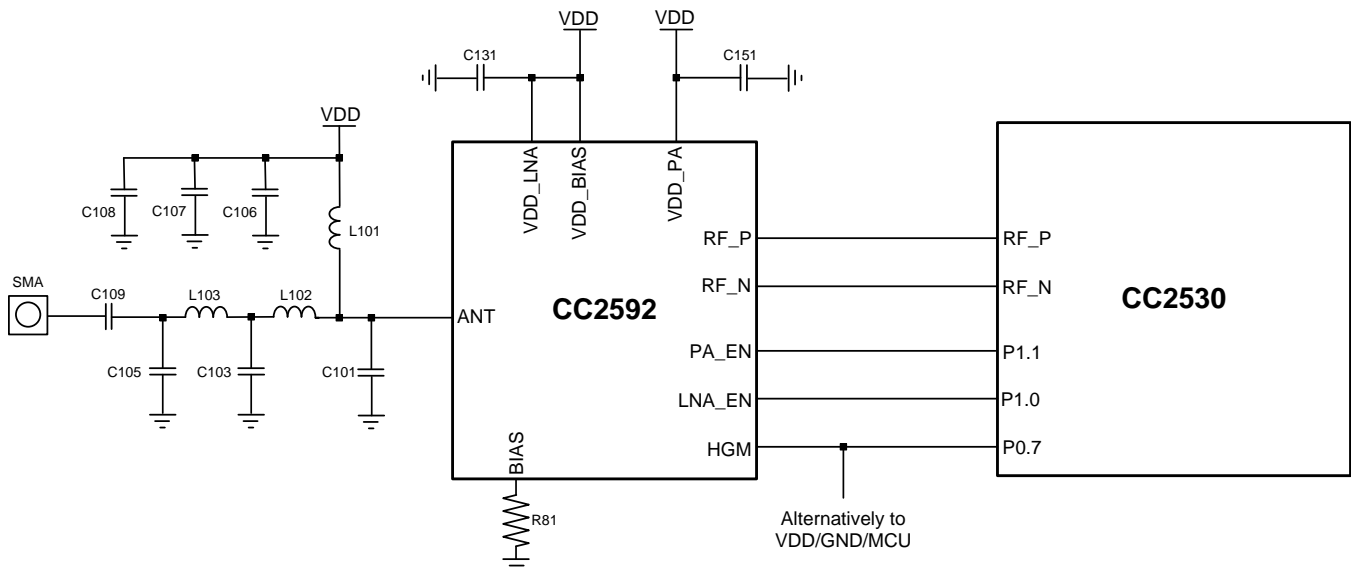 VDD
VDD
C131
C151
VDD
VDD_LNA
VDD_BIAS
VDD_PA
C108
C107
C106
L101
RF_P
RF_P
SMA
C109
L103
L102
RF_N
CC2592
RF_N
CC2530
ANT
C105
C103
C101
PA_EN
P1.1
LNA_EN
P1.0
BIAS
HGM
P0.7
R81
Alternatively to
VDD/GND/MCU